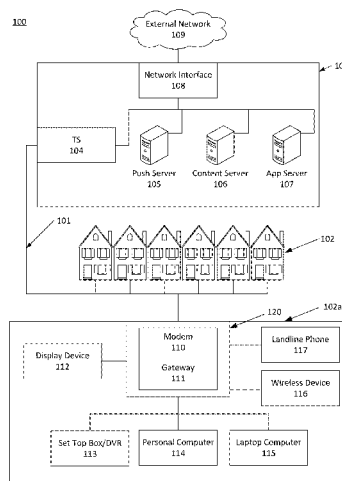 100
External Network
109
10
Network Interface
108
TS
104
Push Server
105
Content Server
106
App Server
107
101
102
120
102a
Modem
110
Gateway
111
Display Device
112
Landline Phone
117
Wireless Device
116
Set Top Box/DVR
113
Personal Computer
114
Laptop Computer
115